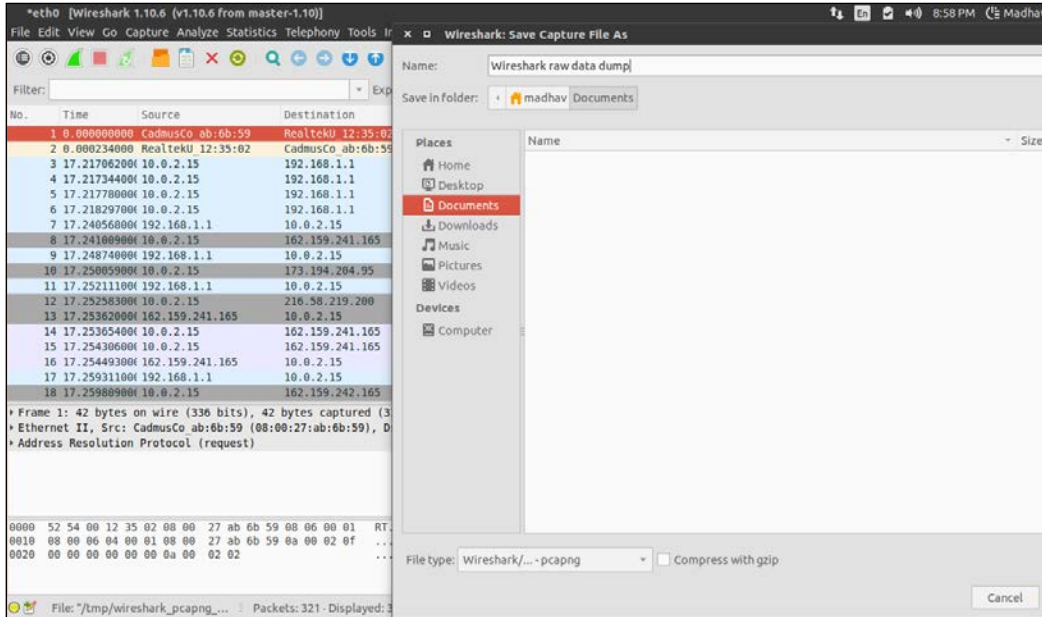 *eth0 [Wireshark 1.10.6 (v1.10.6 from master-1.10)]
En 8:58 PM Madhav
File Edit View Go Capture Analyze Statistics Telephony Tools
Filter:
No. Time Source Destination
1 0.000000000 CadmusCo_ab:6b:59 RealtekU_12:35:02
2 0.000234000 RealtekU_12:35:02 CadmusCo_ab:6b:59
3 17.21706200 10.0.2.15 192.168.1.1
4 17.21734400 10.0.2.15 192.168.1.1
5 17.21778000 10.0.2.15 192.168.1.1
6 17.21829700 10.0.2.15 192.168.1.1
7 17.24056800 192.168.1.1 10.0.2.15
8 17.24100900 10.0.2.15 162.159.241.165
9 17.24874000 192.168.1.1 10.0.2.15
10 17.25005900 10.0.2.15 173.194.204.95
11 17.25211100 192.168.1.1 10.0.2.15
12 17.25258300 10.0.2.15 216.58.219.200
13 17.25362000 162.159.241.165 10.0.2.15
14 17.25365400 10.0.2.15 162.159.241.165
15 17.25430600 10.0.2.15 162.159.241.165
16 17.25449300 162.159.241.165 10.0.2.15
17 17.25931100 192.168.1.1 10.0.2.15
18 17.25980900 10.0.2.15 162.159.242.165
Frame 1: 42 bytes on wire (336 bits), 42 bytes captured
Ethernet II, Src: CadmusCo_ab:6b:59 (08:00:27:ab:6b:59),
Address Resolution Protocol (request)
0000 52 54 00 12 35 02 08 00 27 ab 6b 59 08 06 00 01 RT.
0010 08 00 06 04 00 01 08 00 27 ab 6b 59 0a 00 02 0f ...
0020 00 00 00 00 00 00 0a 00 02 02 ...
File: "/tmp/wireshark_pcapng_... Packets: 321 · Displayed: 3
Wireshark: Save Capture File As
Name: Wireshark raw data dump
Save in folder: madhav Documents
Places
Home
Desktop
Documents
Downloads
Music
Pictures
Videos
Devices
Computer
Name Size
File type: Wireshark/... - pcapng Compress with gzip
Cancel